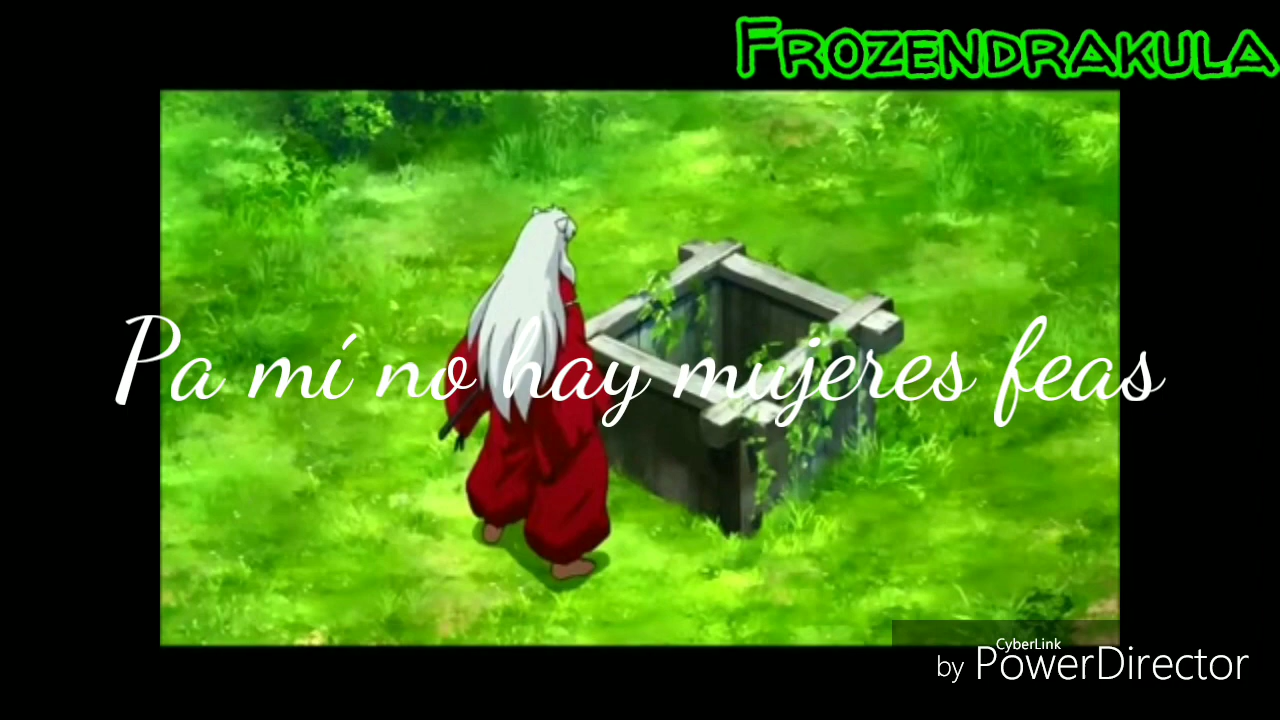 FROZENDRAKULA
Pa mí no hay mujeres feas
CyberLink
by PowerDirector